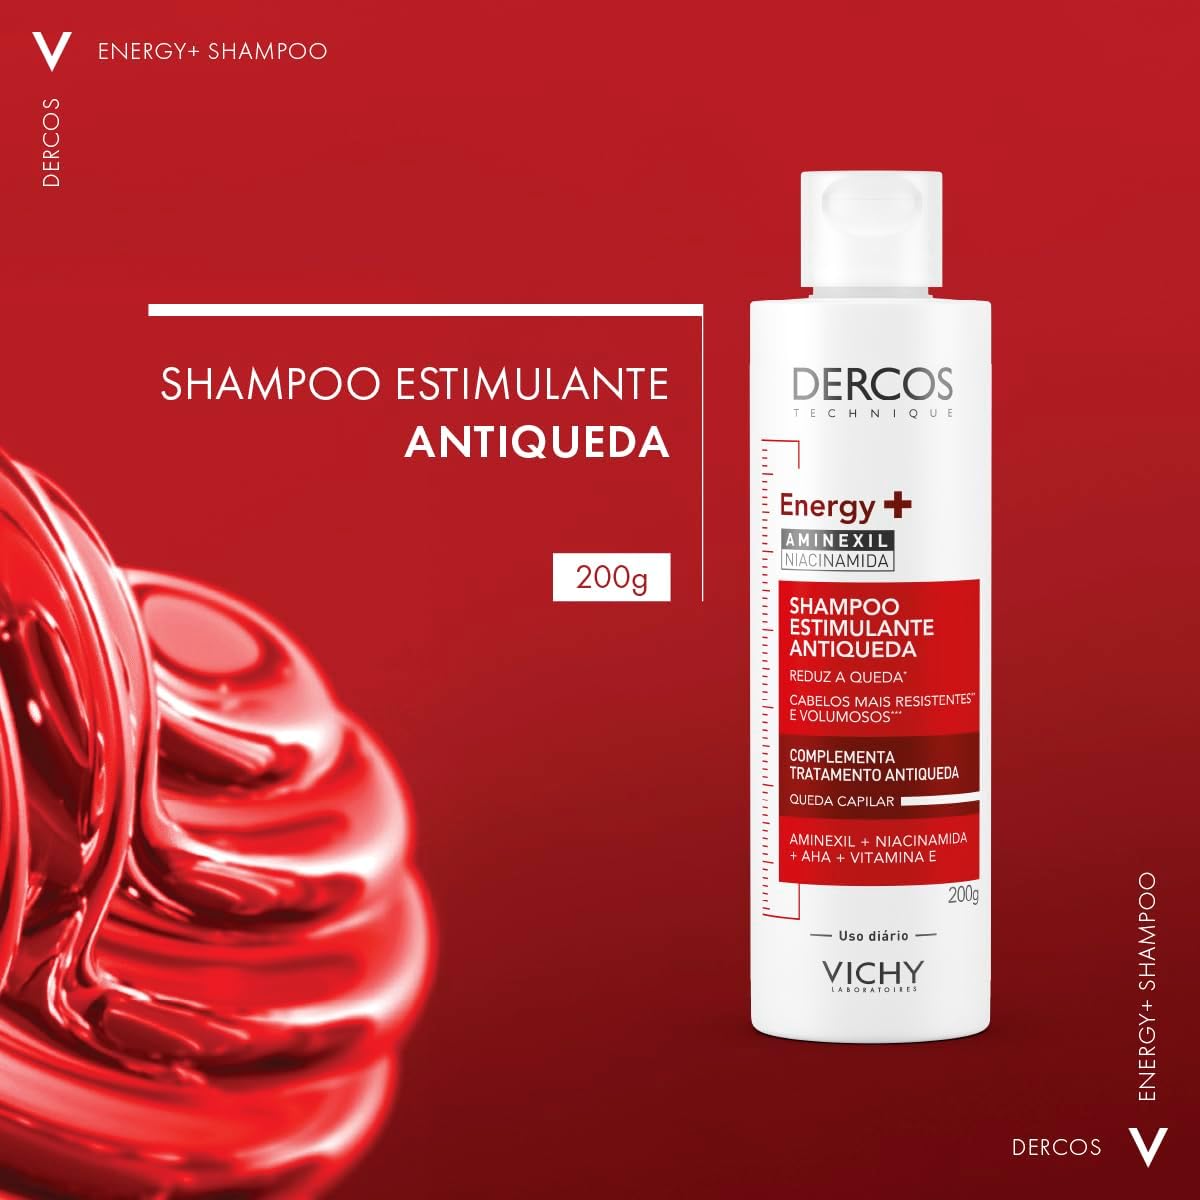 V ENERGY+ SHAMPOO
DERCOS
SHAMPOO ESTIMULANTE
ANTIQUEDA
200g
DERCOS
TECHNIQUE
Energy +
AMINEXIL
NIACINAMIDA
SHAMPOO
ESTIMULANTE
ANTIQUEDA
REDUZ A QUEDA*
CABELOS MAIS RESISTENTES**
E VOLUMOSOS***
COMPLEMENTA
TRATAMENTO ANTIQUEDA
QUEDA CAPILAR
AMINEXIL + NIACINAMIDA
+ AHA + VITAMINA E
200g
Uso diário
VICHY
LABORATOIRES
ENERGY+ SHAMPOO
DERCOS V